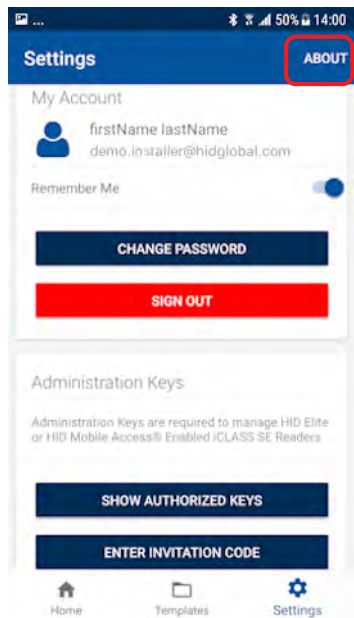 ... 50% 14:00
Settings ABOUT
My Account
firstName lastName
demo.installer@hidglobal.com
Remember Me
CHANGE PASSWORD
SIGN OUT
Administration Keys
Administration Keys are required to manage HID Elite
or HID Mobile Access® Enabled iCLASS SE Readers
SHOW AUTHORIZED KEYS
ENTER INVITATION CODE
Home Templates Settings